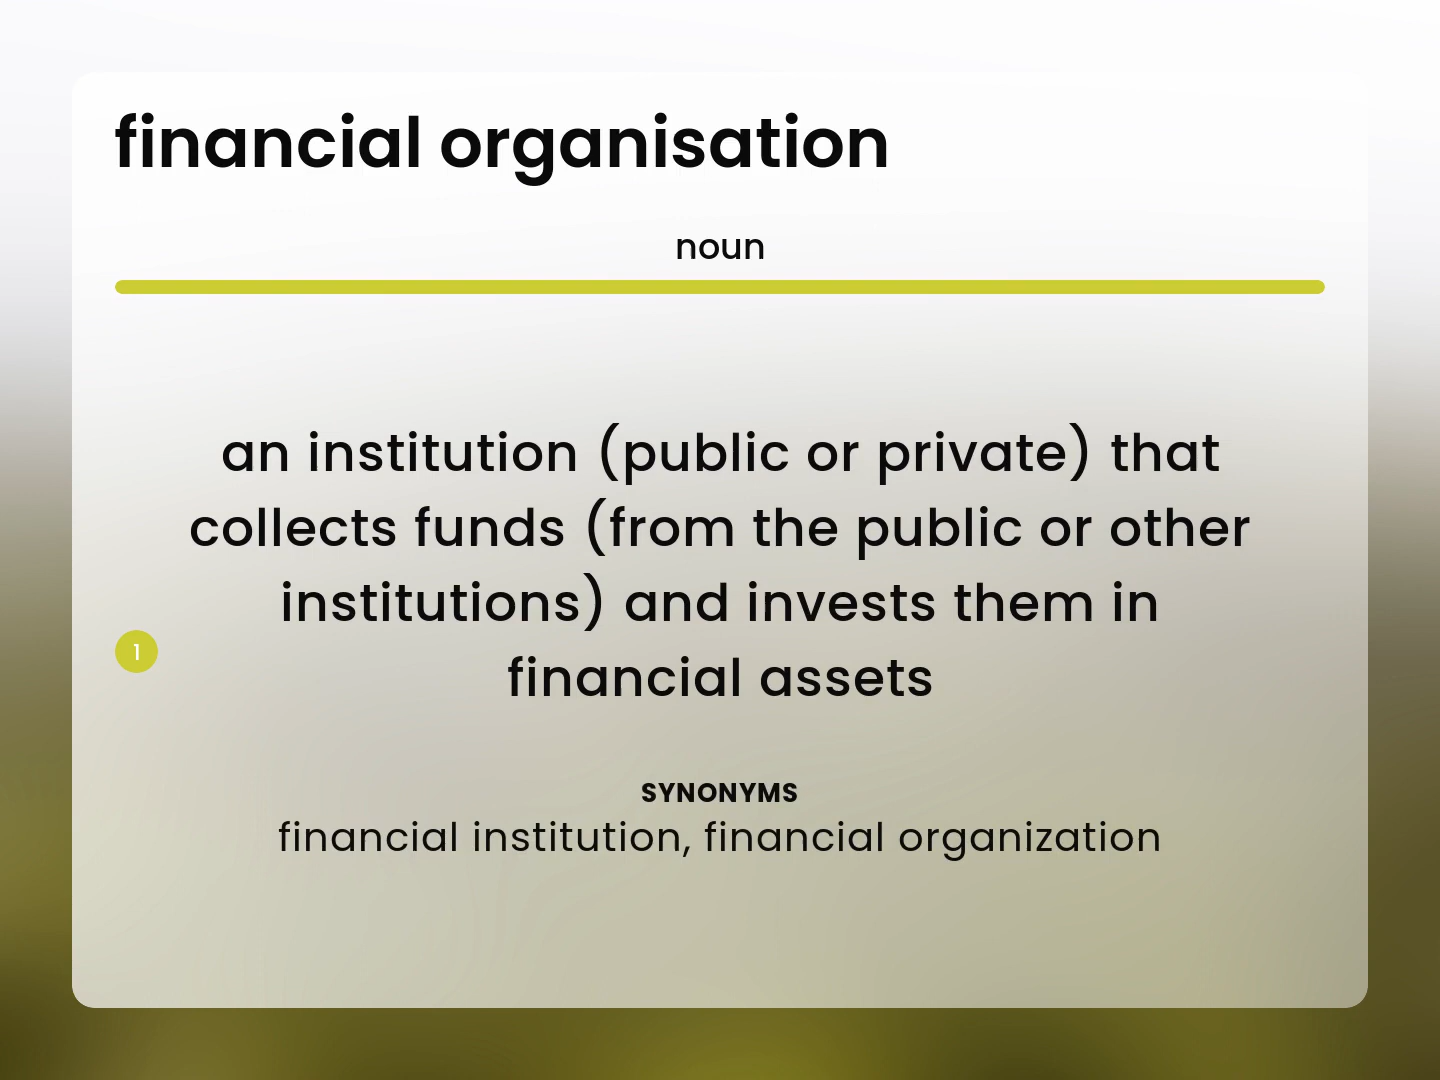 financial organisation
noun
an institution (public or private) that
collects funds (from the public or other
institutions) and invests them in
financial assets
1
SYNONYMS
financial institution, financial organization